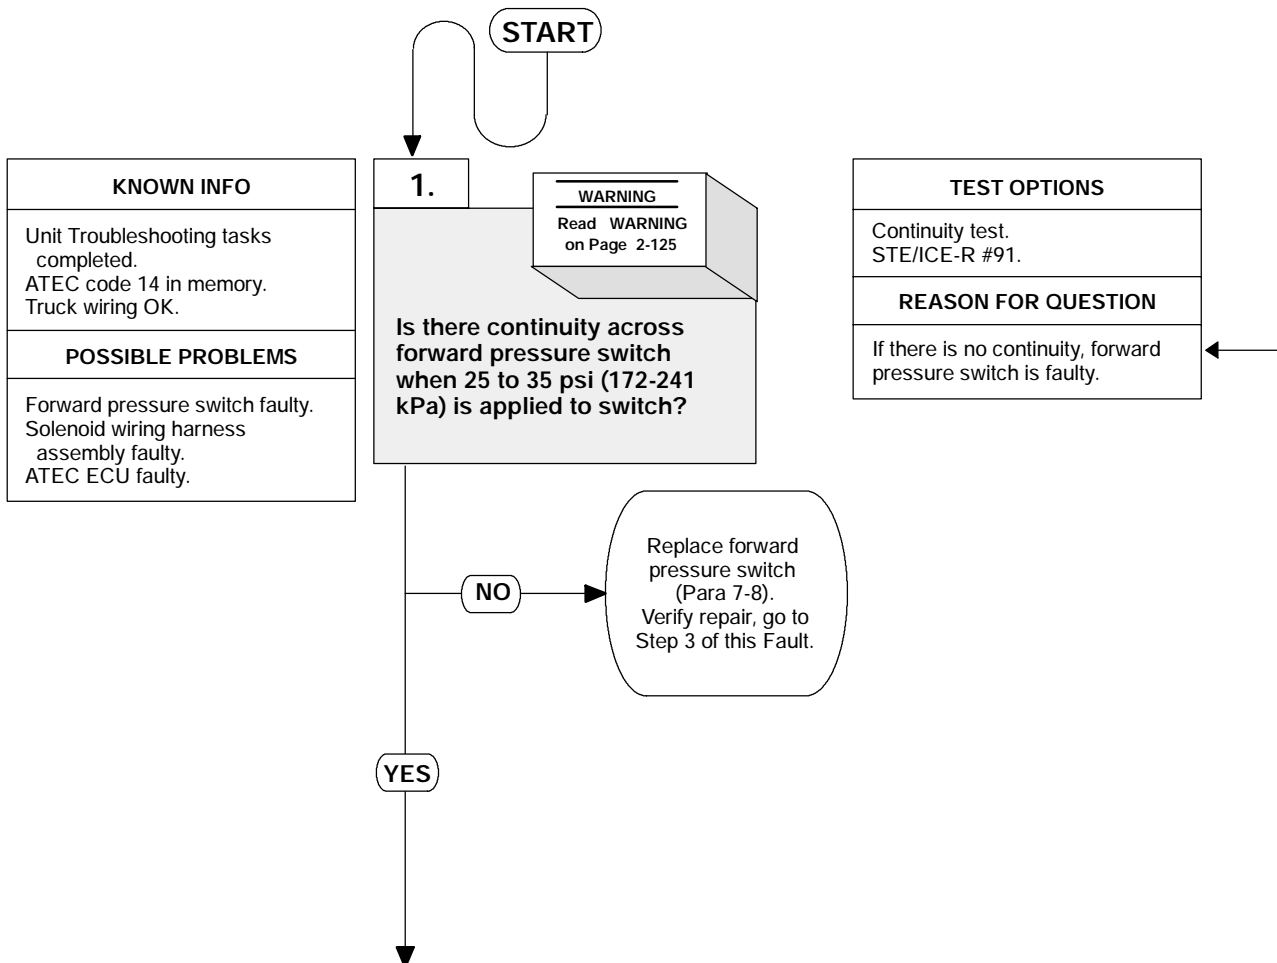 START
KNOWN INFO
Unit Troubleshooting tasks
completed.
ATEC code 14 in memory.
Truck wiring OK.
POSSIBLE PROBLEMS
Forward pressure switch faulty.
Solenoid wiring harness
assembly faulty.
ATEC ECU faulty.
1.
WARNING
Read WARNING
on Page 2-125
Is there continuity across
forward pressure switch
when 25 to 35 psi (172-241
kPa) is applied to switch?
TEST OPTIONS
Continuity test.
STE/ICE-R #91.
REASON FOR QUESTION
If there is no continuity, forward
pressure switch is faulty.
NO
Replace forward
pressure switch
(Para 7-8).
Verify repair, go to
Step 3 of this Fault.
YES